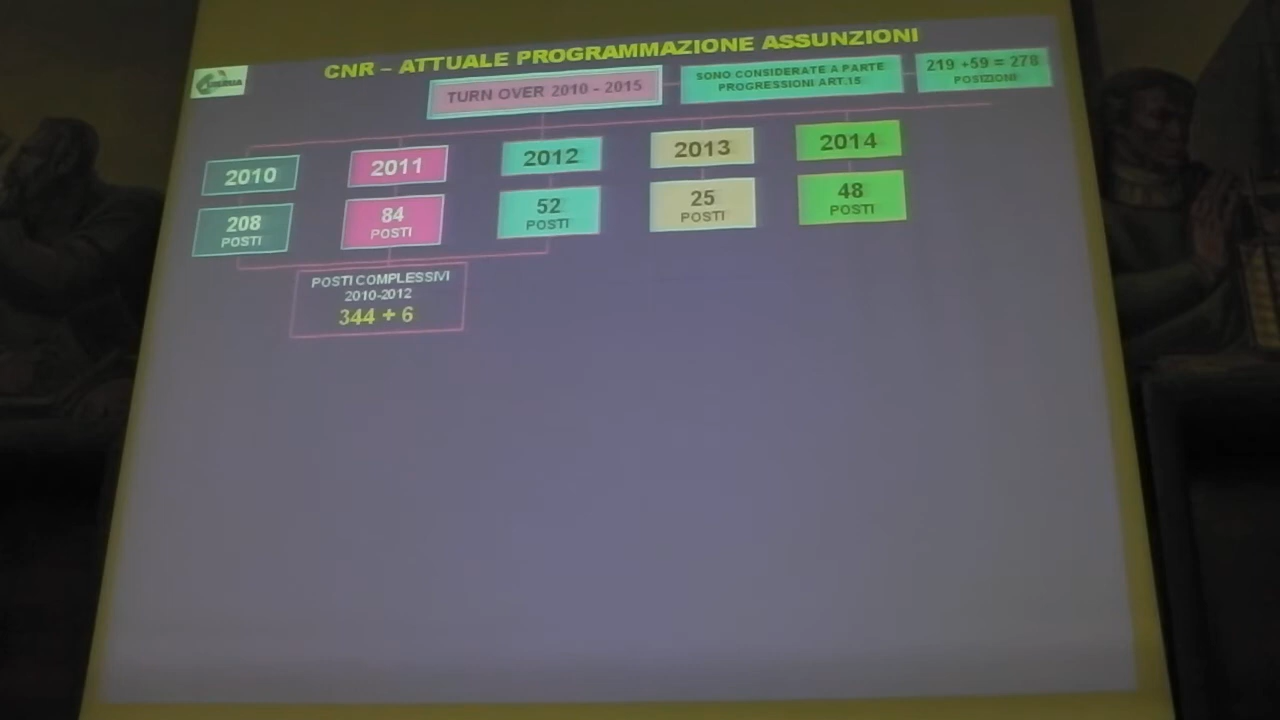 CNR – ATTUALE PROGRAMMAZIONE ASSUNZIONI
TURN OVER 2010 - 2015
SONO CONSIDERATE A PARTE
PROGRESSIONI ART.15
219 +59 = 278
POSIZIONI
2010
2011
2012
2013
2014
208
POSTI
84
POSTI
52
POSTI
25
POSTI
48
POSTI
POSTI COMPLESSIVI
2010-2012
344 + 6